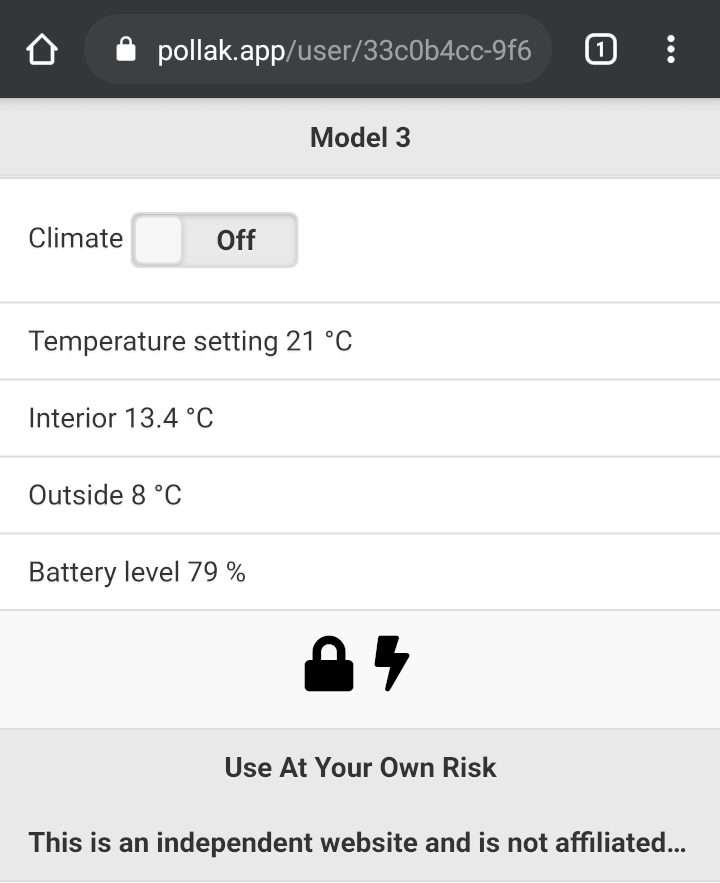 pollak.app/user/33c0b4cc-9f6
1
Model 3
Climate Off
Temperature setting 21 °C
Interior 13.4 °C
Outside 8 °C
Battery level 79 %
Use At Your Own Risk
This is an independent website and is not affiliated...